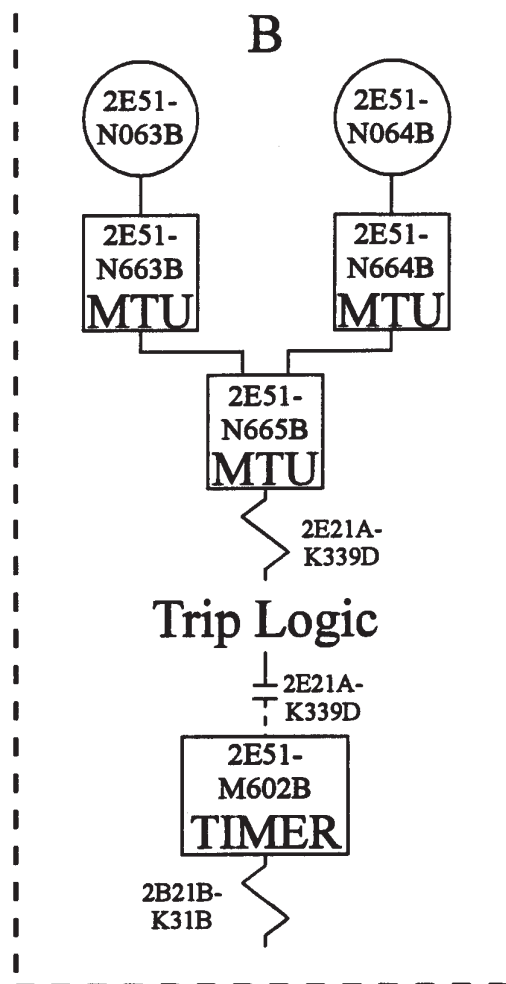 B
2E51-
N063B
2E51-
N064B
2E51-
N663B
MTU
2E51-
N664B
MTU
2E51-
N665B
MTU
2E21A-
K339D
Trip Logic
2E21A-
K339D
2E51-
M602B
TIMER
2B21B-
K31B